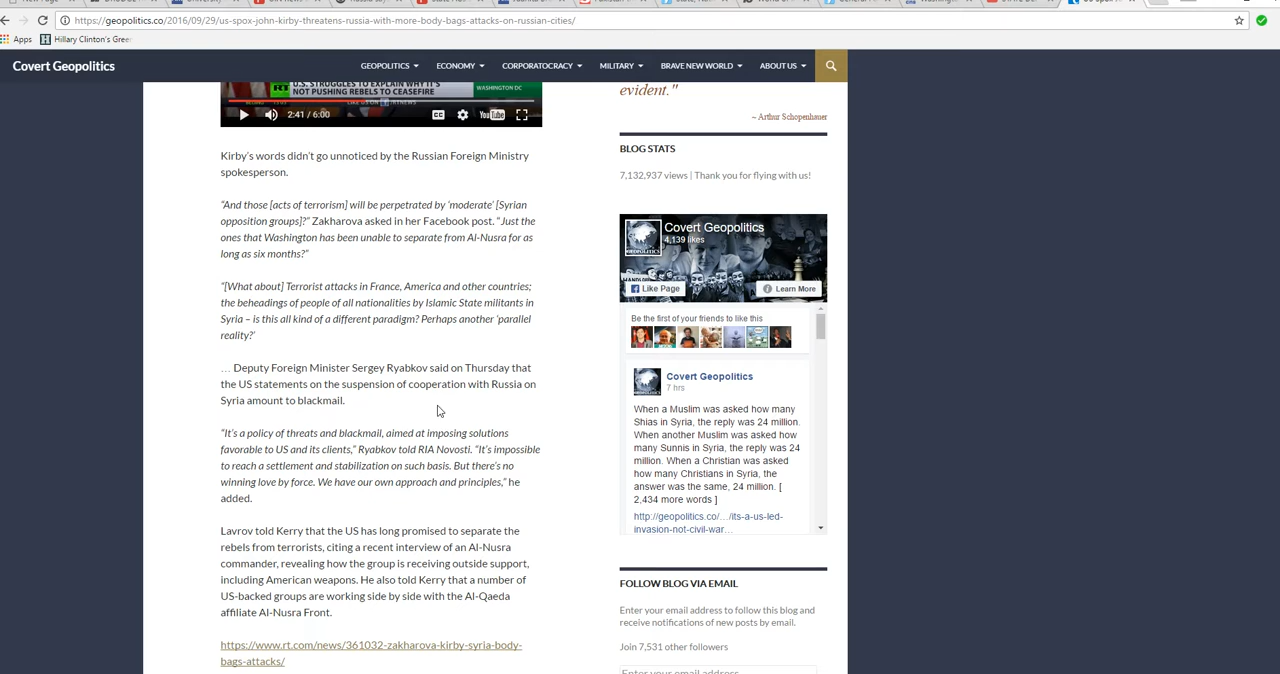 https://geopolitics.co/2016/09/29/us-spox-john-kirby-threatens-russia-with-more-body-bags-attacks-on-russian-cities/
Apps
Hillary Clinton's Gree
Covert Geopolitics
GEOPOLITICS
ECONOMY
CORPORATOCRACY
MILITARY
BRAVE NEW WORLD
ABOUT US
RT
U.S. STRUGGLES TO EXPLAIN WHY IT'S
NOT PUSHING REBELS TO CEASEFIRE
WASHINGTON DC
2:41 / 6:00
CC
YouTube
Kirby's words didn't go unnoticed by the Russian Foreign Ministry
spokesperson.
"And those [acts of terrorism] will be perpetrated by 'moderate' [Syrian
opposition groups]?" Zakharova asked in her Facebook post. "Just the
ones that Washington has been unable to separate from Al-Nusra for as
long as six months?"
"[What about] Terrorist attacks in France, America and other countries;
the beheadings of people of all nationalities by Islamic State militants in
Syria – is this all kind of a different paradigm? Perhaps another 'parallel
reality?'
… Deputy Foreign Minister Sergey Ryabkov said on Thursday that
the US statements on the suspension of cooperation with Russia on
Syria amount to blackmail.
"It's a policy of threats and blackmail, aimed at imposing solutions
favorable to US and its clients," Ryabkov told RIA Novosti. "It's impossible
to reach a settlement and stabilization on such basis. But there's no
winning love by force. We have our own approach and principles," he
added.
Lavrov told Kerry that the US has long promised to separate the
rebels from terrorists, citing a recent interview of an Al-Nusra
commander, revealing how the group is receiving outside support,
including American weapons. He also told Kerry that a number of
US-backed groups are working side by side with the Al-Qaeda
affiliate Al-Nusra Front.
https://www.rt.com/news/361032-zakharova-kirby-syria-body-
bags-attacks/
evident."
~ Arthur Schopenhauer
BLOG STATS
7,132,937 views | Thank you for flying with us!
Covert Geopolitics
4,139 likes
Like Page
Learn More
Be the first of your friends to like this
Covert Geopolitics
7 hrs
When a Muslim was asked how many
Shias in Syria, the reply was 24 million.
When another Muslim was asked how
many Sunnis in Syria, the reply was 24
million. When a Christian was asked
how many Christians in Syria, the
answer was the same, 24 million. [
2,434 more words ]
http://geopolitics.co/…/its-a-us-led-
invasion-not-civil-war…
FOLLOW BLOG VIA EMAIL
Enter your email address to follow this blog and
receive notifications of new posts by email.
Join 7,531 other followers
Enter your email address